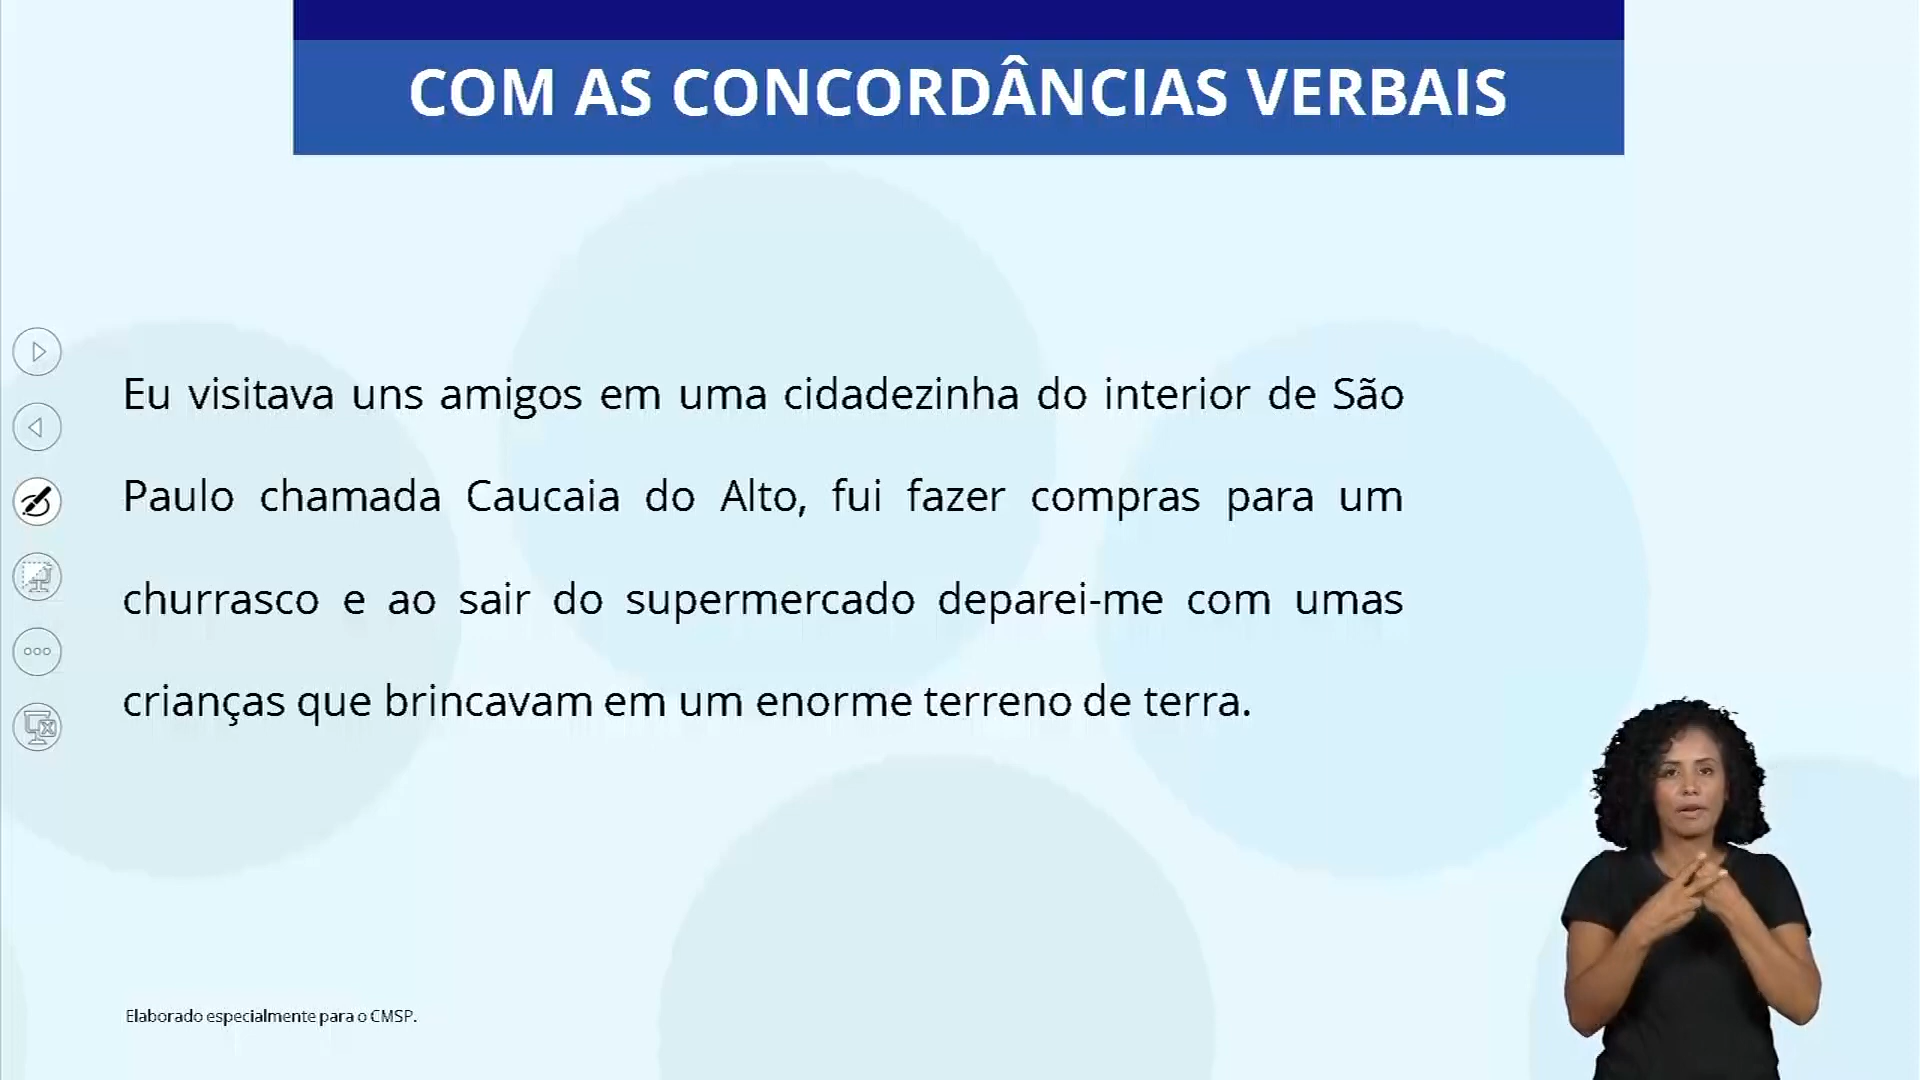 COM AS CONCORDÂNCIAS VERBAIS
Eu visitava uns amigos em uma cidadezinha do interior de São
Paulo chamada Caucaia do Alto, fui fazer compras para um
churrasco e ao sair do supermercado deparei-me com umas
crianças que brincavam em um enorme terreno de terra.
Elaborado especialmente para o CMSP.